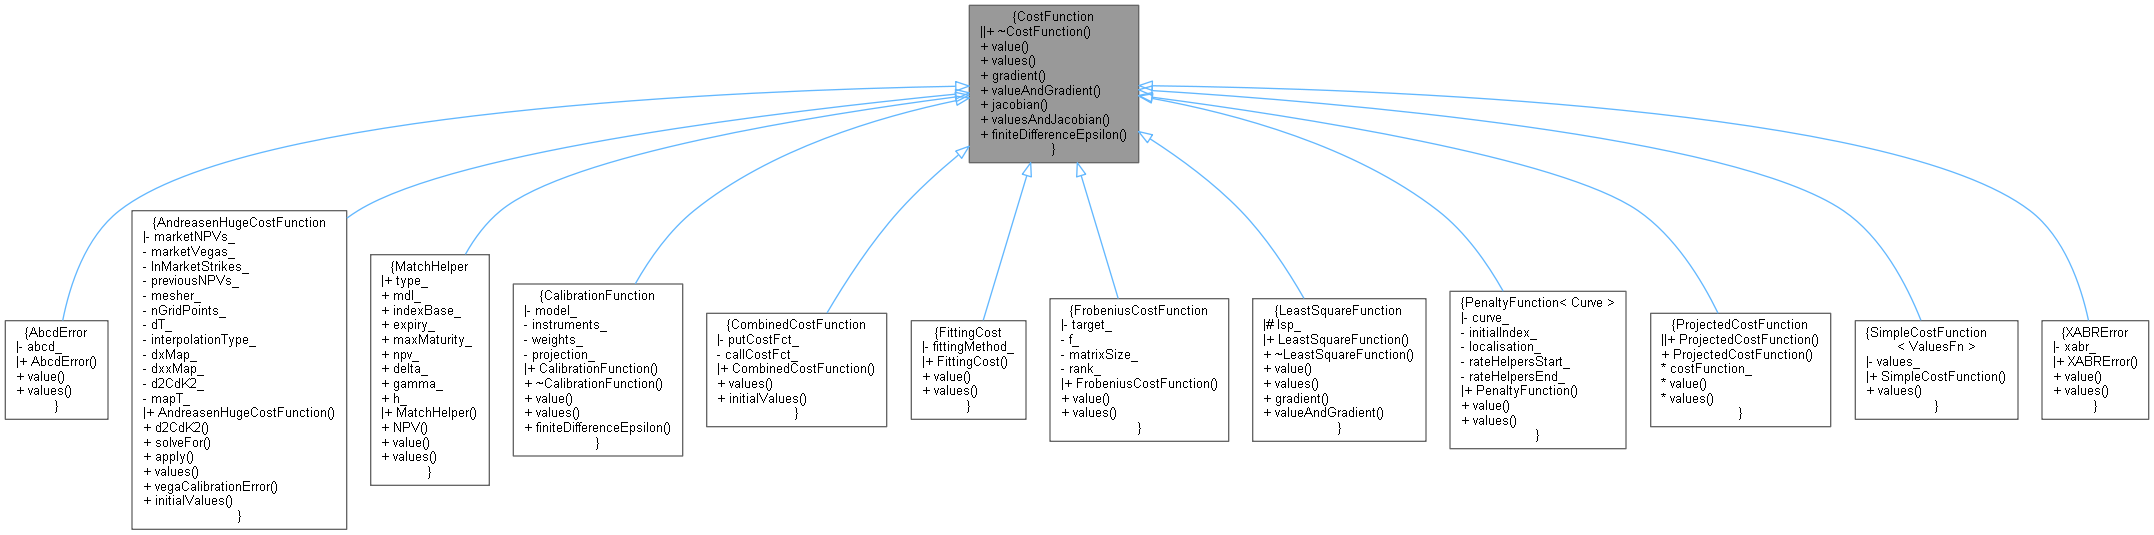 {CostFunction
||+ ~CostFunction()
+ value()
+ values()
+ gradient()
+ valueAndGradient()
+ jacobian()
+ valuesAndJacobian()
+ finiteDifferenceEpsilon()
}
{AbcdError
|- abcd_
|+ AbcdError()
+ value()
+ values()
}
{AndreasenHugeCostFunction
|- marketNPVs_
- marketVegas_
- lnMarketStrikes_
- previousNPVs_
- mesher_
- nGridPoints_
- dT_
- interpolationType_
- dxMap_
- dxxMap_
- d2CdK2_
- mapT_
|+ AndreasenHugeCostFunction()
+ d2CdK2()
+ solveFor()
+ apply()
+ values()
+ vegaCalibrationError()
+ initialValues()
}
{MatchHelper
|+ type_
+ mdl_
+ indexBase_
+ expiry_
+ maxMaturity_
+ npv_
+ delta_
+ gamma_
+ h_
|+ MatchHelper()
+ NPV()
+ value()
+ values()
}
{CalibrationFunction
|- model_
- instruments_
- weights_
- projection_
|+ CalibrationFunction()
+ ~CalibrationFunction()
+ value()
+ values()
+ finiteDifferenceEpsilon()
}
{CombinedCostFunction
|- putCostFct_
- callCostFct_
|+ CombinedCostFunction()
+ values()
+ initialValues()
}
{FittingCost
|- fittingMethod_
|+ FittingCost()
+ value()
+ values()
}
{FrobeniusCostFunction
|- target_
- f_
- matrixSize_
- rank_
|+ FrobeniusCostFunction()
+ value()
+ values()
}
{LeastSquareFunction
|# lsp_
|+ LeastSquareFunction()
+ ~LeastSquareFunction()
+ value()
+ values()
+ gradient()
+ valueAndGradient()
}
{PenaltyFunction< Curve >
|- curve_
- initialIndex_
- localisation_
- rateHelpersStart_
- rateHelpersEnd_
|+ PenaltyFunction()
+ value()
+ values()
}
{ProjectedCostFunction
||+ ProjectedCostFunction()
+ ProjectedCostFunction()
* costFunction_
* value()
* values()
}
{SimpleCostFunction
< ValuesFn >
|- values_
|+ SimpleCostFunction()
+ values()
}
{XABRError
|- xabr_
|+ XABRError()
+ value()
+ values()
}